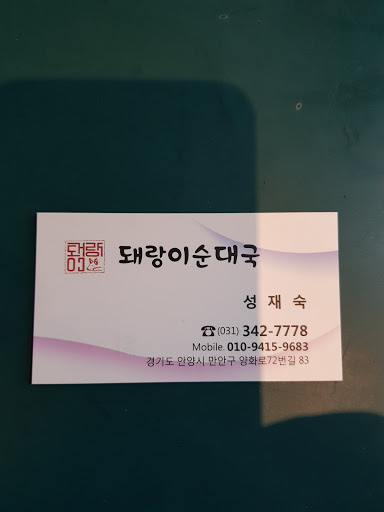 돼랑
이
돼랑이순대국
성 재 숙
☎ (031) 342-7778
Mobile. 010-9415-9683
경기도 안양시 만안구 양화로72번길 83